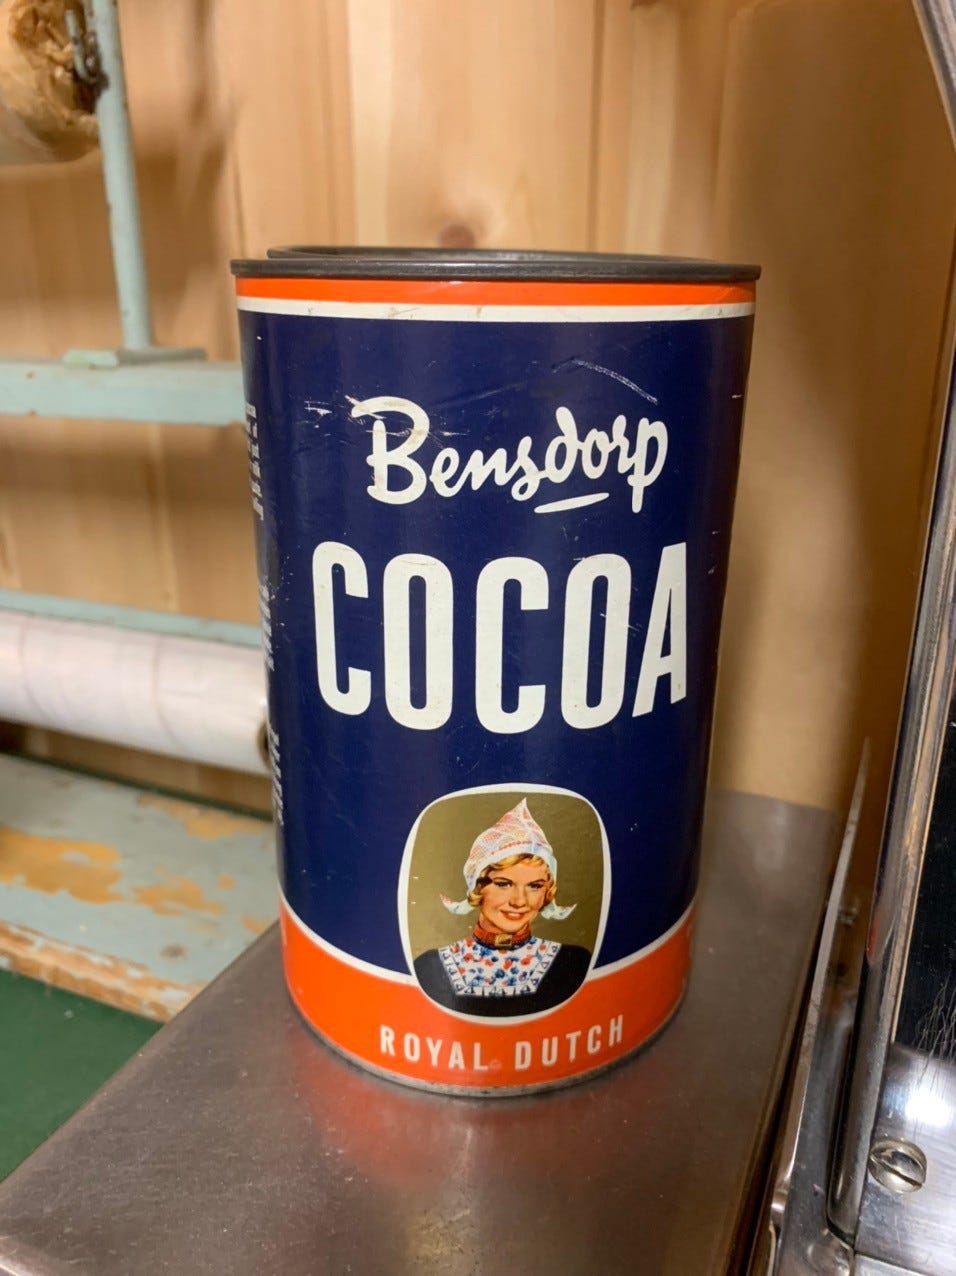 Bensdorp
COCOA
ROYAL DUTCH